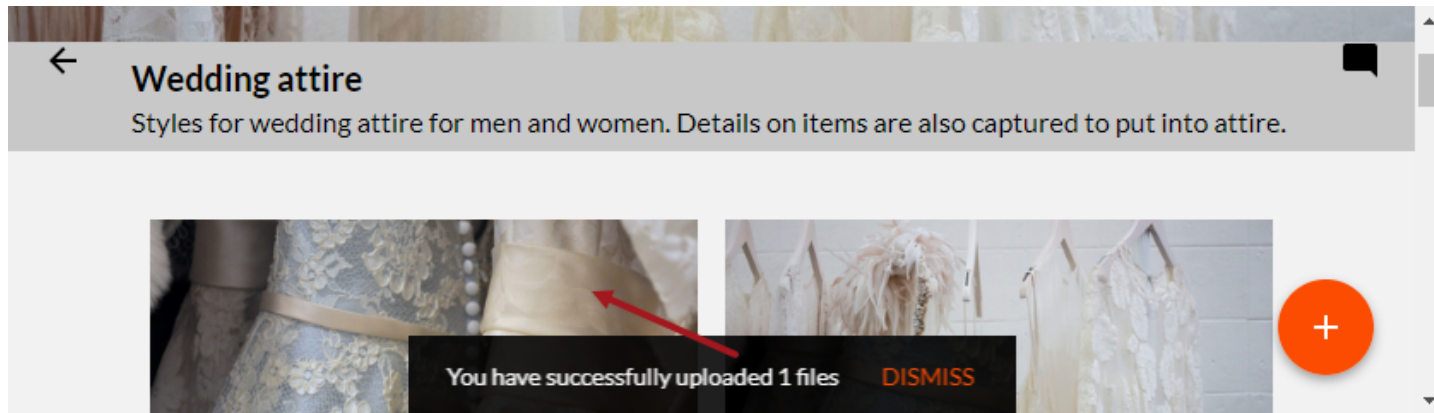 Wedding attire
Styles for wedding attire for men and women. Details on items are also captured to put into attire.
You have successfully uploaded 1 files DISMISS